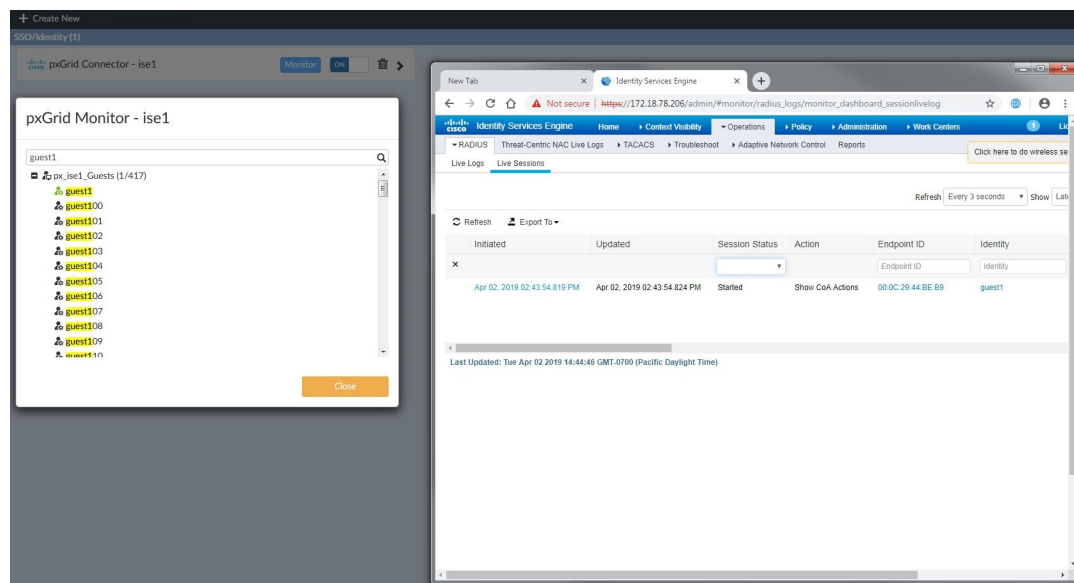 + Create New
SSO/Identity (1)
cisco pxGrid Connector - ise1 Monitor ON
pxGrid Monitor - ise1
guest1
px_ise1_Guests (1/417)
guest1
guest100
guest101
guest102
guest103
guest104
guest105
guest106
guest107
guest108
guest109
guest110
Close
New Tab Identity Services Engine
Not secure | https://172.18.78.206/admin/#monitor/radius_logs/monitor_dashboard_sessionlivelog
cisco Identity Services Engine Home Context Visibility Operations Policy Administration Work Centers 1 Lic
RADIUS Threat-Centric NAC Live Logs TACACS Troubleshoot Adaptive Network Control Reports
Click here to do wireless se
Live Logs Live Sessions
Refresh Every 3 seconds Show Late
Refresh Export To
Initiated Updated Session Status Action Endpoint ID Identity
Endpoint ID Identity
Apr 02, 2019 02:43:54.819 PM Apr 02, 2019 02:43:54.824 PM Started Show CoA Actions 00:0C:29:44:BE:B9 guest1
Last Updated: Tue Apr 02 2019 14:44:46 GMT-0700 (Pacific Daylight Time)